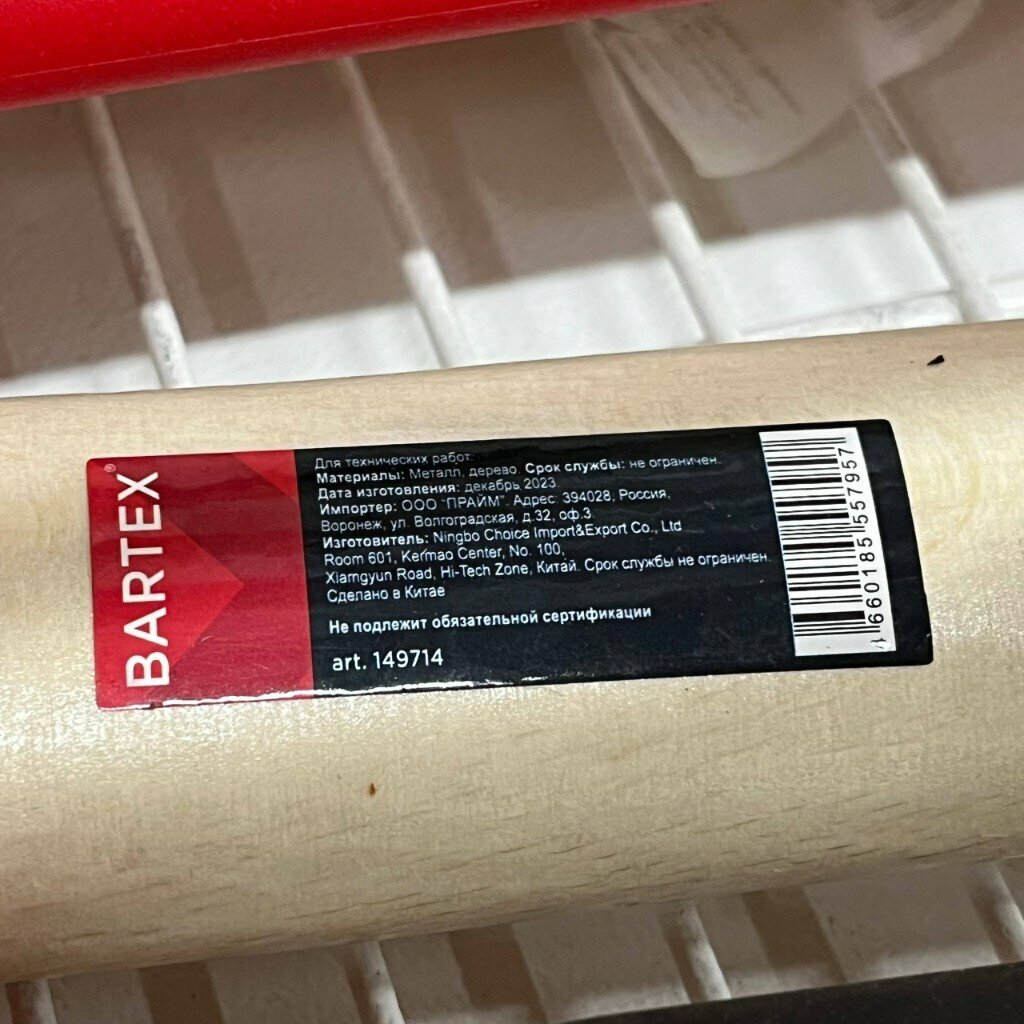 BARTEX®
Для технических работ.
Материалы: Металл, дерево. Срок службы: не ограничен.
Дата изготовления: декабрь 2023
Импортер: ООО "ПРАЙМ". Адрес: 394028, Россия,
Воронеж, ул. Волгоградская, д.32, оф.3.
Изготовитель: Ningbo Choice Import&Export Co., Ltd
Room 601, Kermao Center, No. 100,
Xiamgyun Road, Hi-Tech Zone, Китай. Срок службы не ограничен.
Сделано в Китае
Не подлежит обязательной сертификации
art. 149714
660185 557957